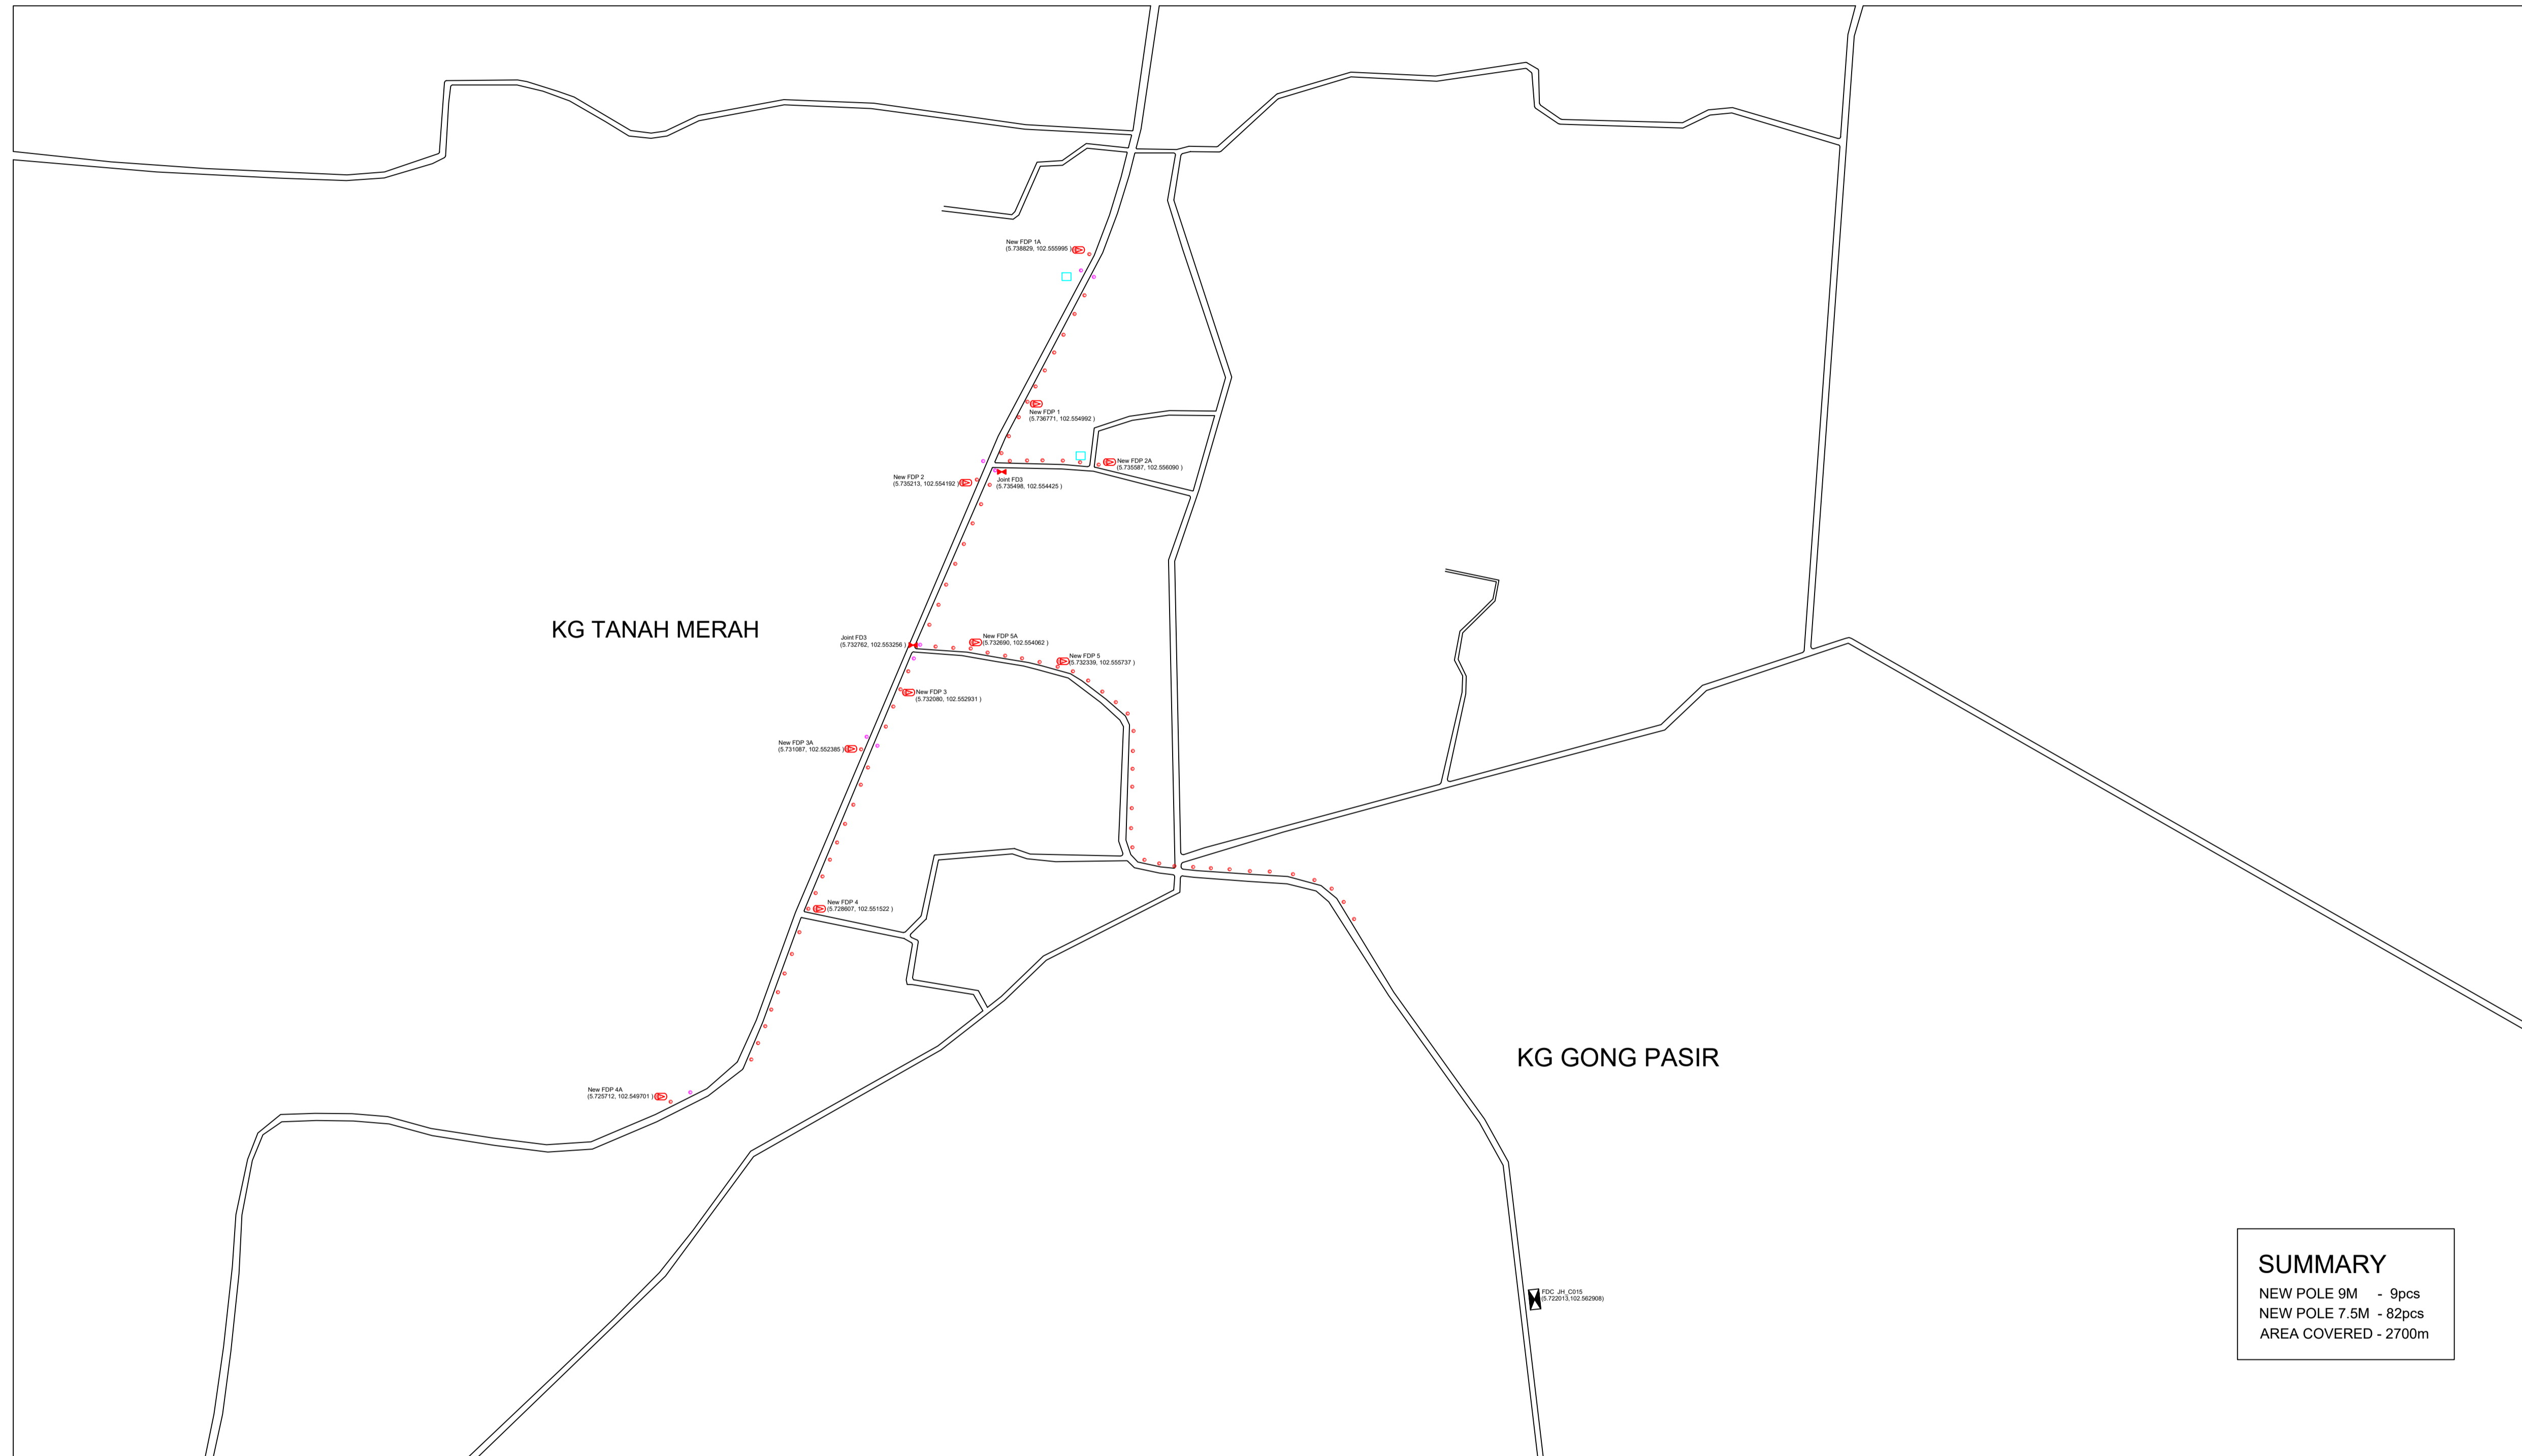 New FDP 1A
(5.738829, 102.555995 )
New FDP 1
(5.736771, 102.554992 )
New FDP 2A
(5.735587, 102.556090 )
New FDP 2
(5.735213, 102.554192 )
Joint FD3
(5.735498, 102.554425 )
KG TANAH MERAH
Joint FD3
(5.732762, 102.553256 )
New FDP 5A
(5.732690, 102.554062 )
New FDP 5
(5.732339, 102.555737 )
New FDP 3
(5.732080, 102.552931 )
New FDP 3A
(5.731087, 102.552385 )
New FDP 4
(5.728607, 102.551522 )
KG GONG PASIR
New FDP 4A
(5.725712, 102.549701 )
FDC JH_C015
(5.722013,102.562908)
SUMMARY
NEW POLE 9M - 9pcs
NEW POLE 7.5M - 82pcs
AREA COVERED - 2700m